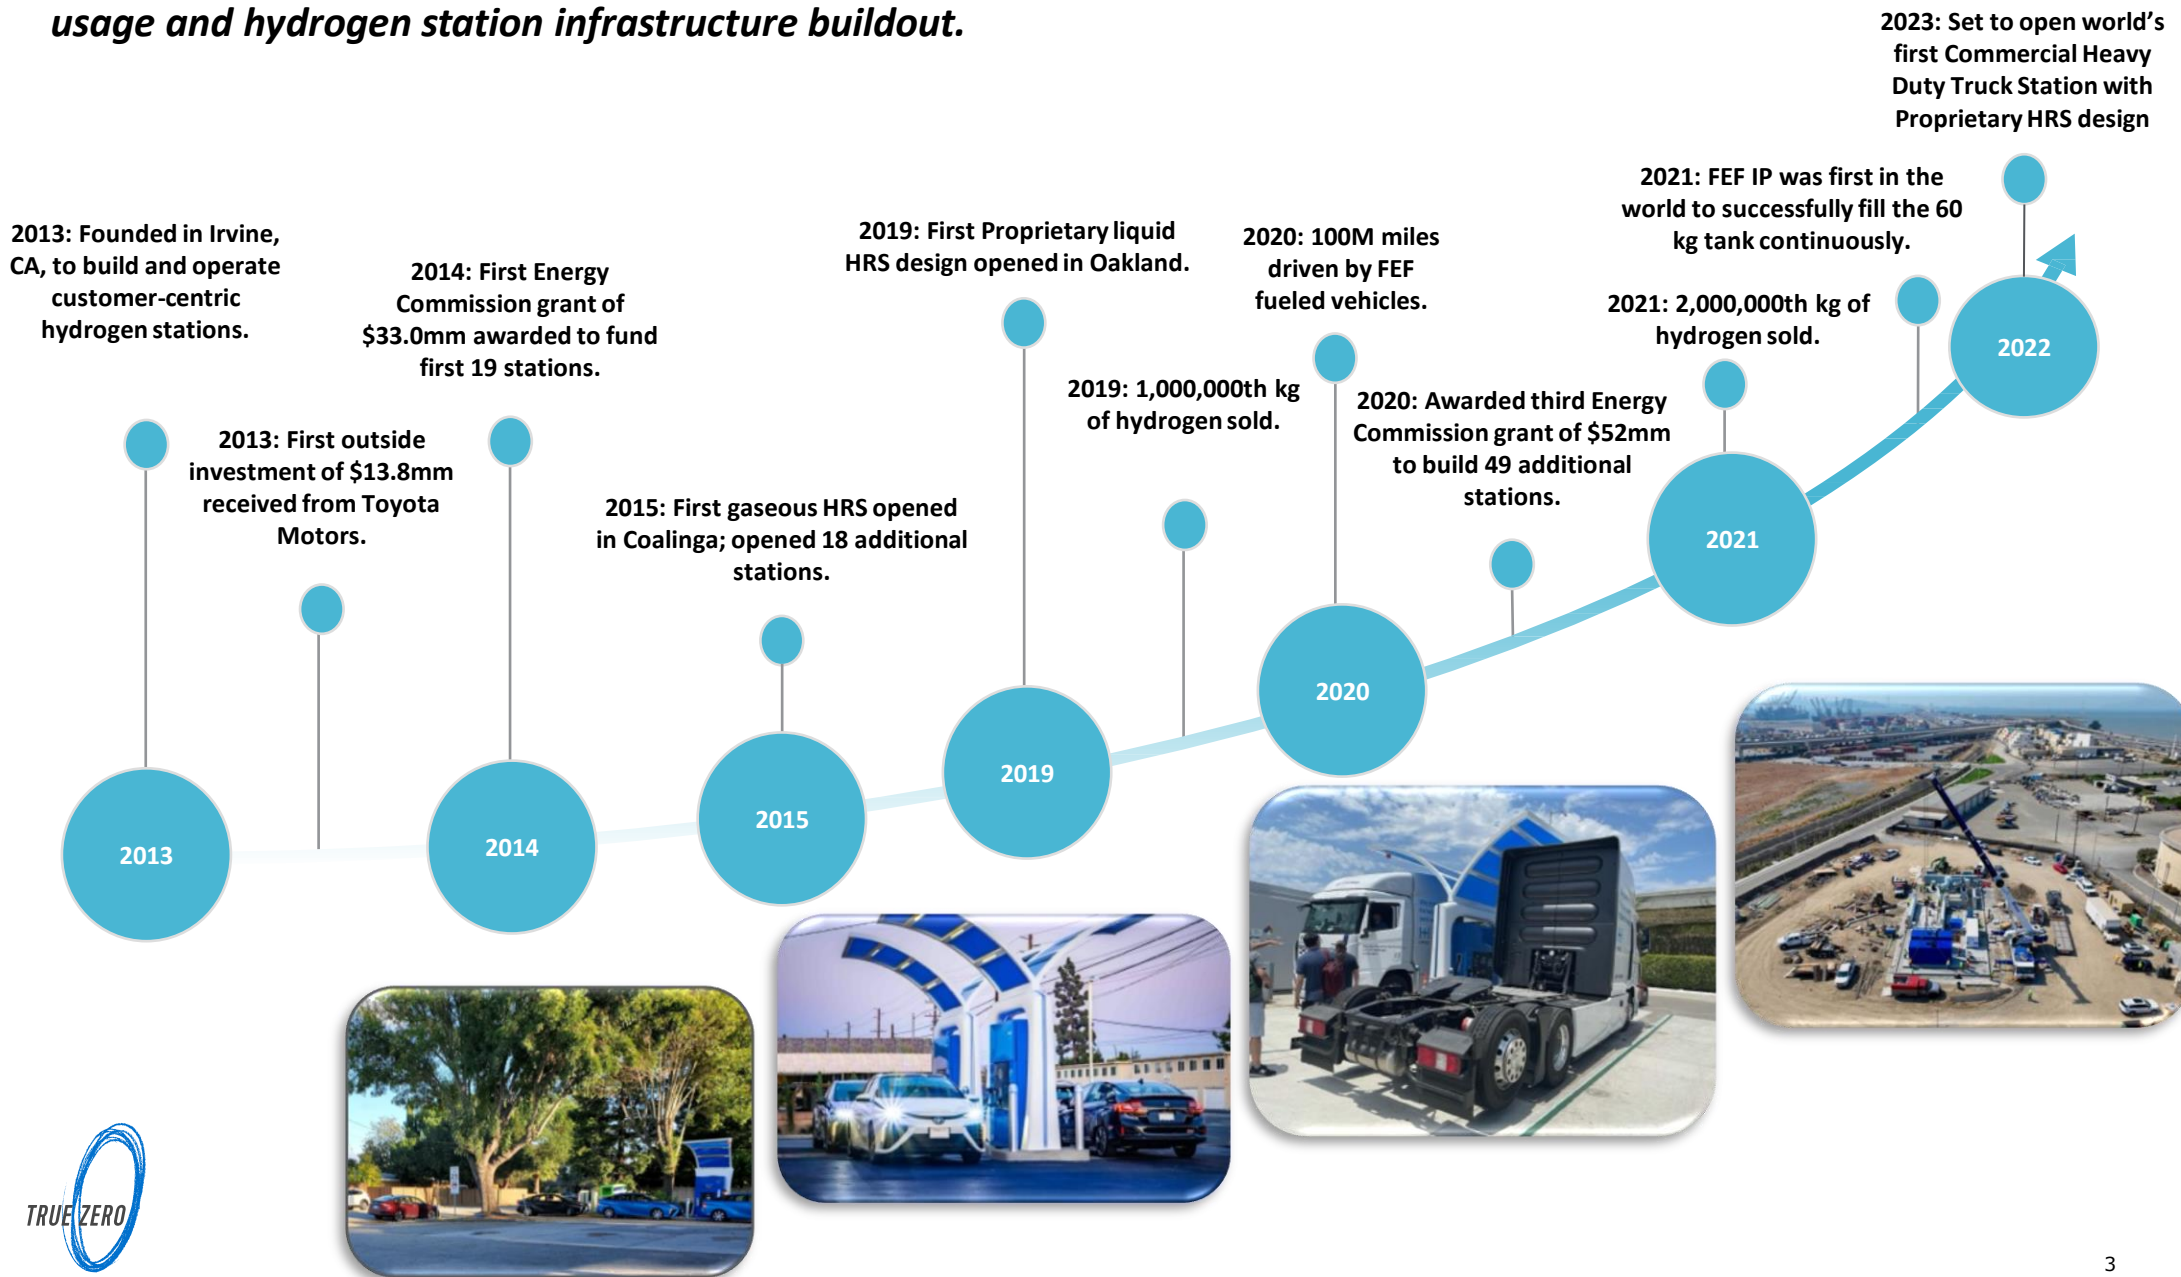 usage and hydrogen station infrastructure buildout.
2013: Founded in Irvine,
CA, to build and operate
customer-centric
hydrogen stations.
2013: First outside
investment of $13.8mm
received from Toyota
Motors.
2014: First Energy
Commission grant of
$33.0mm awarded to fund
first 19 stations.
2015: First gaseous HRS opened
in Coalinga; opened 18 additional
stations.
2019: First Proprietary liquid
HRS design opened in Oakland.
2019: 1,000,000th kg
of hydrogen sold.
2020: 100M miles
driven by FEF
fueled vehicles.
2020: Awarded third Energy
Commission grant of $52mm
to build 49 additional
stations.
2021: 2,000,000th kg of
hydrogen sold.
2021: FEF IP was first in the
world to successfully fill the 60
kg tank continuously.
2023: Set to open world’s
first Commercial Heavy
Duty Truck Station with
Proprietary HRS design
2013
2014
2015
2019
2020
2021
2022
TRUE ZERO
3